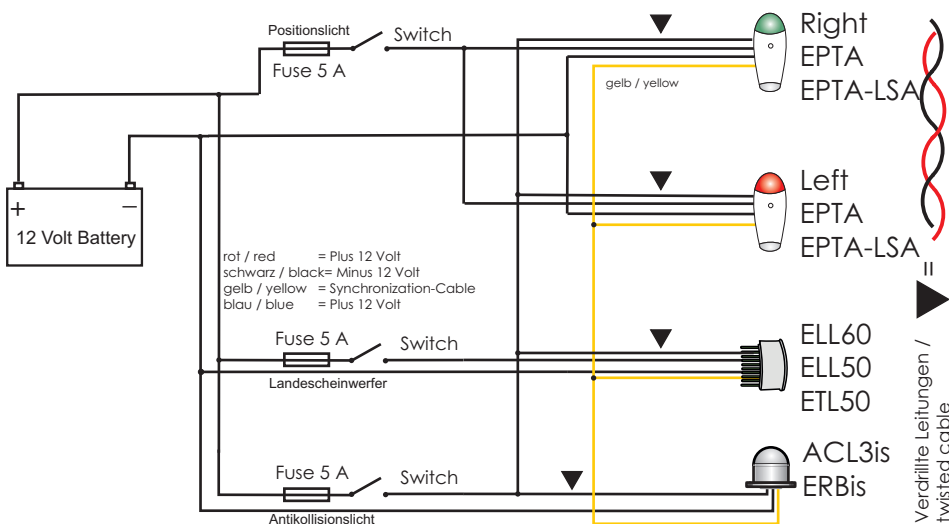 Positionslicht
Switch
Fuse 5 A
gelb / yellow
Right
EPTA
EPTA-LSA
+
−
12 Volt Battery
Left
EPTA
EPTA-LSA
rot / red = Plus 12 Volt
schwarz / black= Minus 12 Volt
gelb / yellow = Synchronization-Cable
blau / blue = Plus 12 Volt
Fuse 5 A
Switch
Landescheinwerfer
ELL60
ELL50
ETL50
Fuse 5 A
Switch
Antikollisionslicht
ACL3is
ERBis
=
Verdrillte Leitungen /
twisted cable